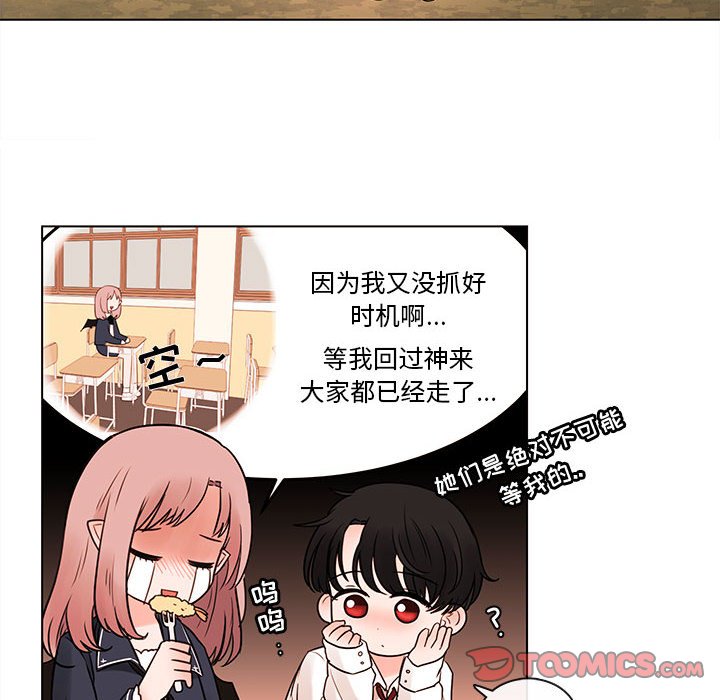 因为我又没抓好
时机啊...
等我回过神来
大家都已经走了...
空~
她们是绝对不可能
等我的..
呜
呜
:
?
TOOMICS.COM